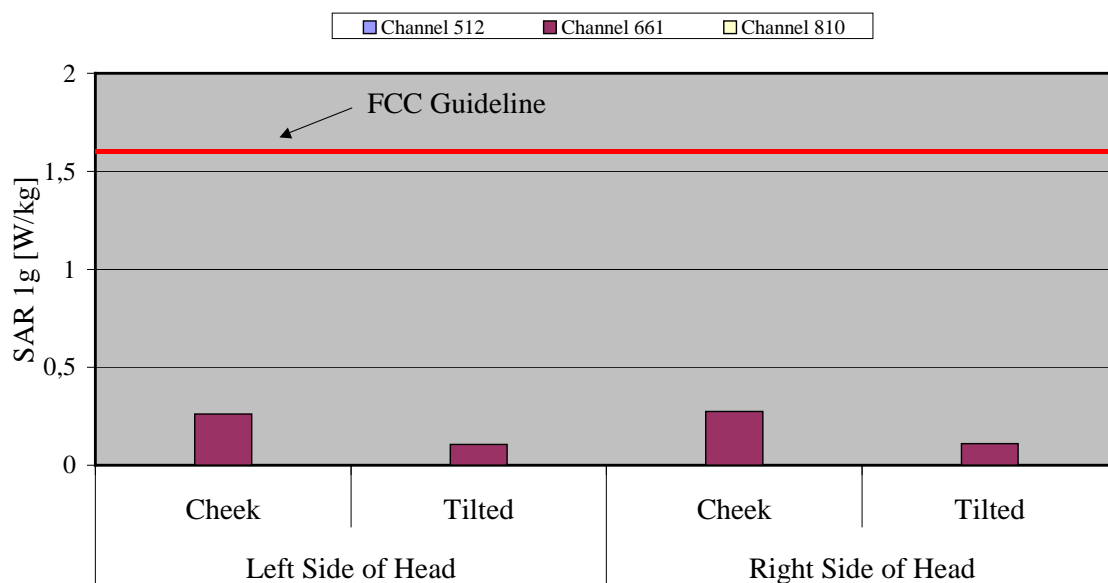 Channel 512 Channel 661 Channel 810
2
FCC Guideline
1,5
1
0,5
0
SAR 1g [W/kg]
Cheek Tilted Cheek Tilted
Left Side of Head Right Side of Head